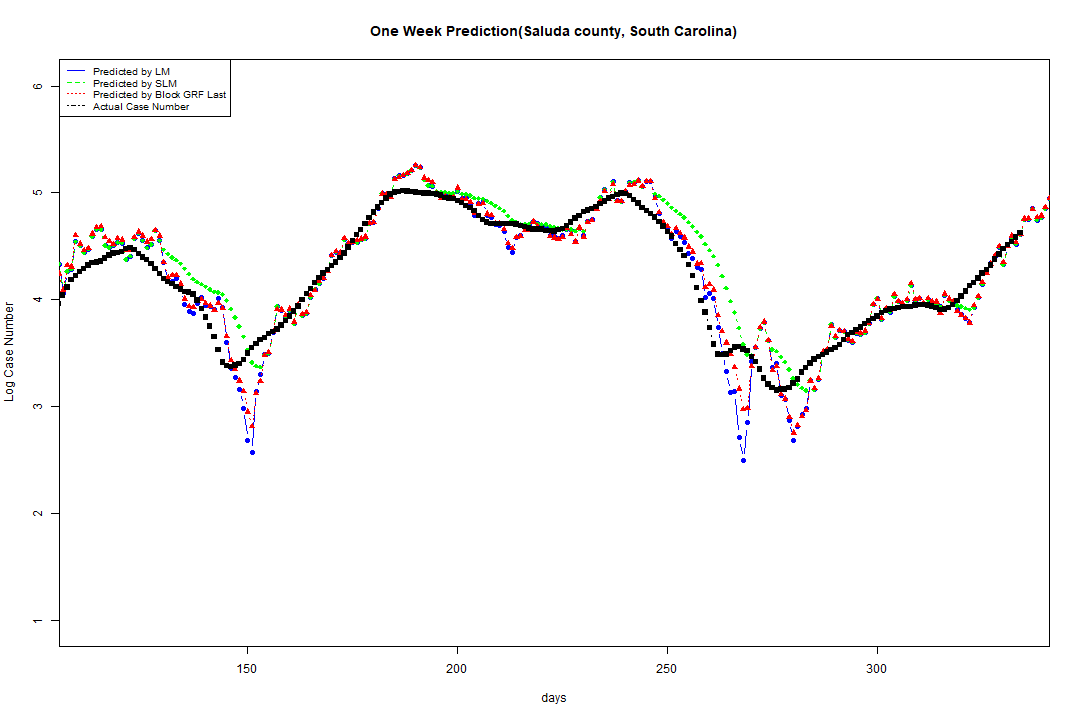 One Week Prediction(Saluda county, South Carolina)
Predicted by LM
Predicted by SLM
Predicted by Block GRF Last
Actual Case Number
6
5
4
3
2
1
Log Case Number
150 200 250 300
days